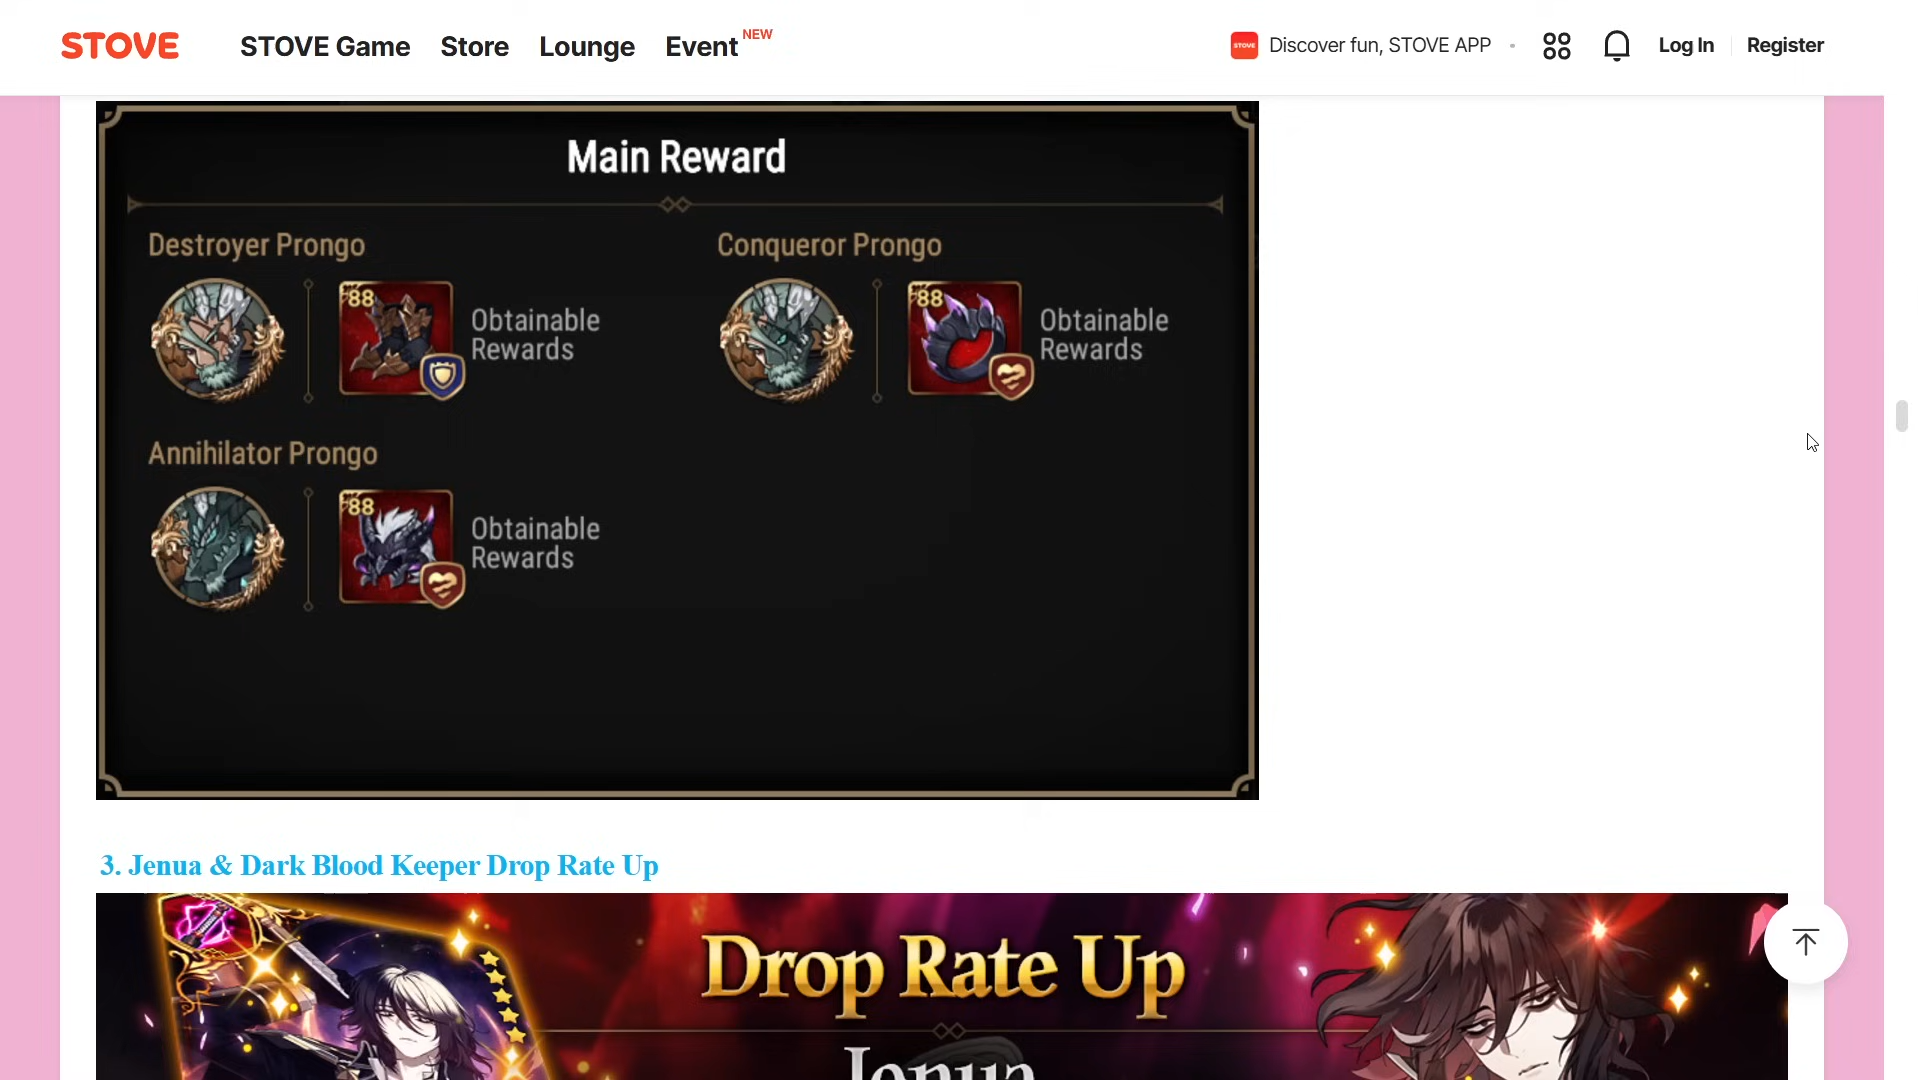 STOVE
STOVE Game
Store
Lounge
Event
NEW
STOVE
Discover fun, STOVE APP
Log In
Register
Main Reward
Destroyer Prongo
88
Obtainable
Rewards
Conqueror Prongo
88
Obtainable
Rewards
Annihilator Prongo
88
Obtainable
Rewards
3. Jenua & Dark Blood Keeper Drop Rate Up
Drop Rate Up
Jenua